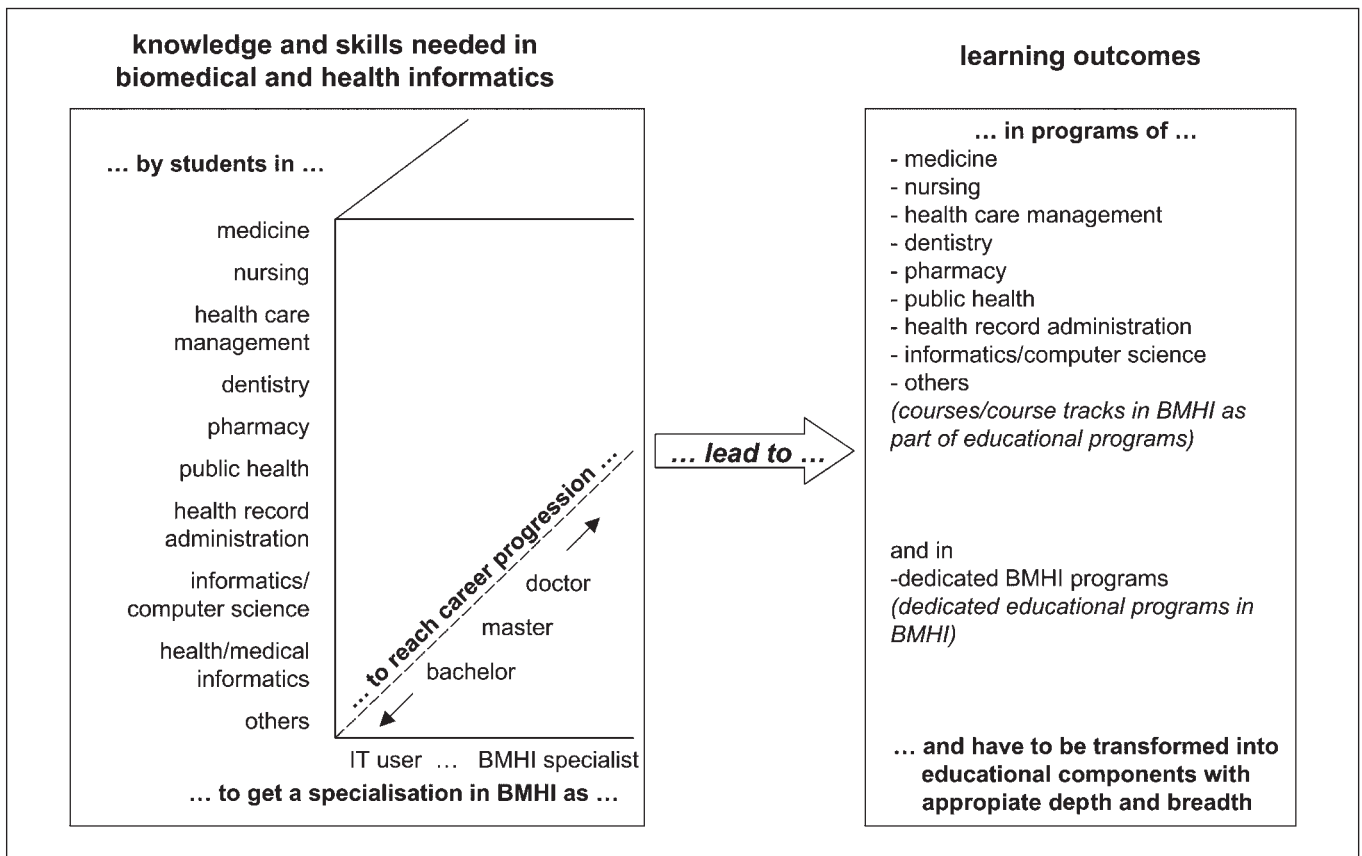 knowledge and skills needed in
biomedical and health informatics
… by students in …
medicine
nursing
health care
management
dentistry
pharmacy
public health
health record
administration
informatics/
computer science
health/medical
informatics
others
… to reach career progression …
doctor
master
bachelor
IT user … BMHI specialist
… to get a specialisation in BMHI as …
… lead to …
learning outcomes
… in programs of …
- medicine
- nursing
- health care management
- dentistry
- pharmacy
- public health
- health record administration
- informatics/computer science
- others
(courses/course tracks in BMHI as
part of educational programs)
and in
-dedicated BMHI programs
(dedicated educational programs in
BMHI)
… and have to be transformed into
educational components with
appropiate depth and breadth